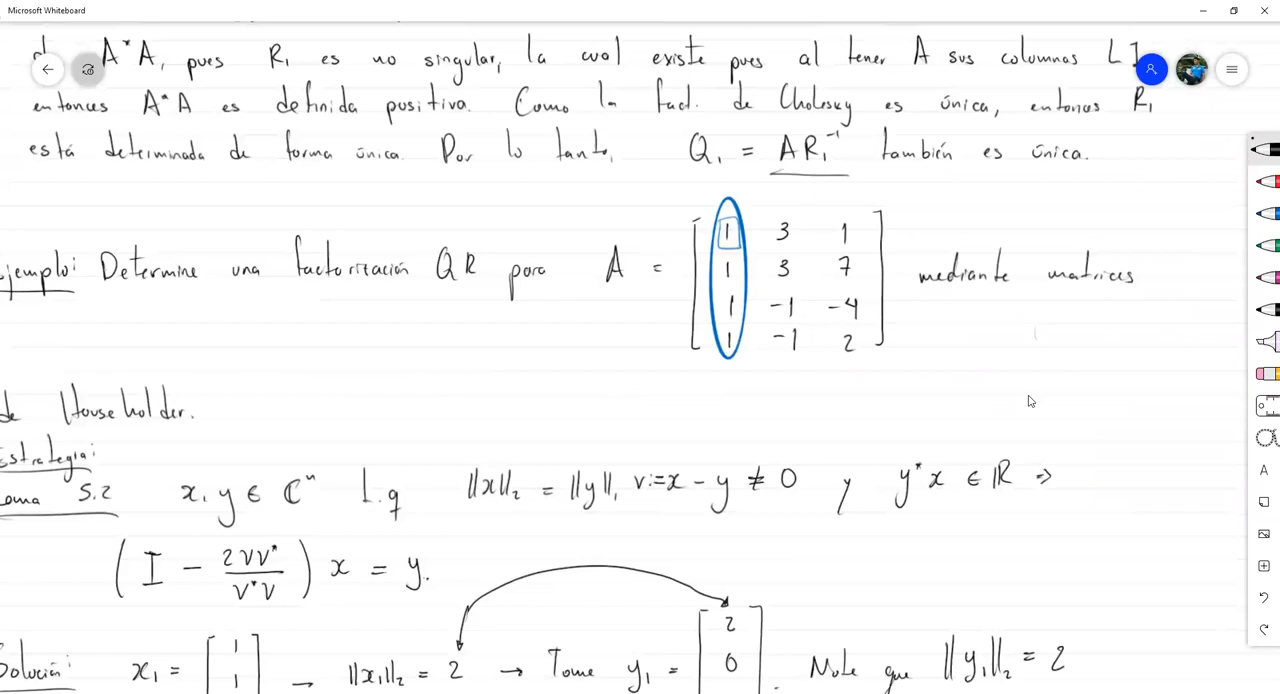 Microsoft Whiteboard
A*A, pues R₁ es no singular, la cual existe pues al tener A sus columnas L I
entonces A*A es definida positiva. Como la fact. de Cholesky es única, entonces R₁
está determinada de forma única. Por lo tanto, Q₁ = AR₁⁻¹ también es única.
Ejemplo: Determine una factorización QR para A = [1 3 1; 1 3 7; 1 -1 -4; 1 -1 2] mediante matrices
de Householder.
Estrategia:
Lema 5.2 x, y ∈ ℂⁿ t.q ||x||₂ = ||y||, v:=x - y ≠ 0 y y*x ∈ ℝ ⇒
(I - 2vv*/v*v) x = y.
Solución: x₁ = [1 1 → ||x₁||₂ = 2 → Tome y₁ = [2 0 . Note que ||y₁||₂ = 2